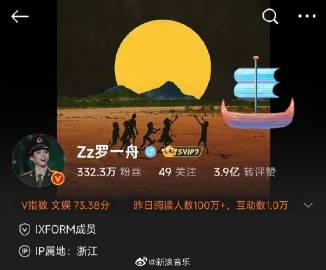 Zz罗一舟 SVIP7
332.3万 粉丝 49 关注 3.9亿 转评赞
V指数 文娱 73.38分 昨日阅读人数100万+，互动数1.0万
IXFORM成员
IP属地：浙江
@新浪音乐